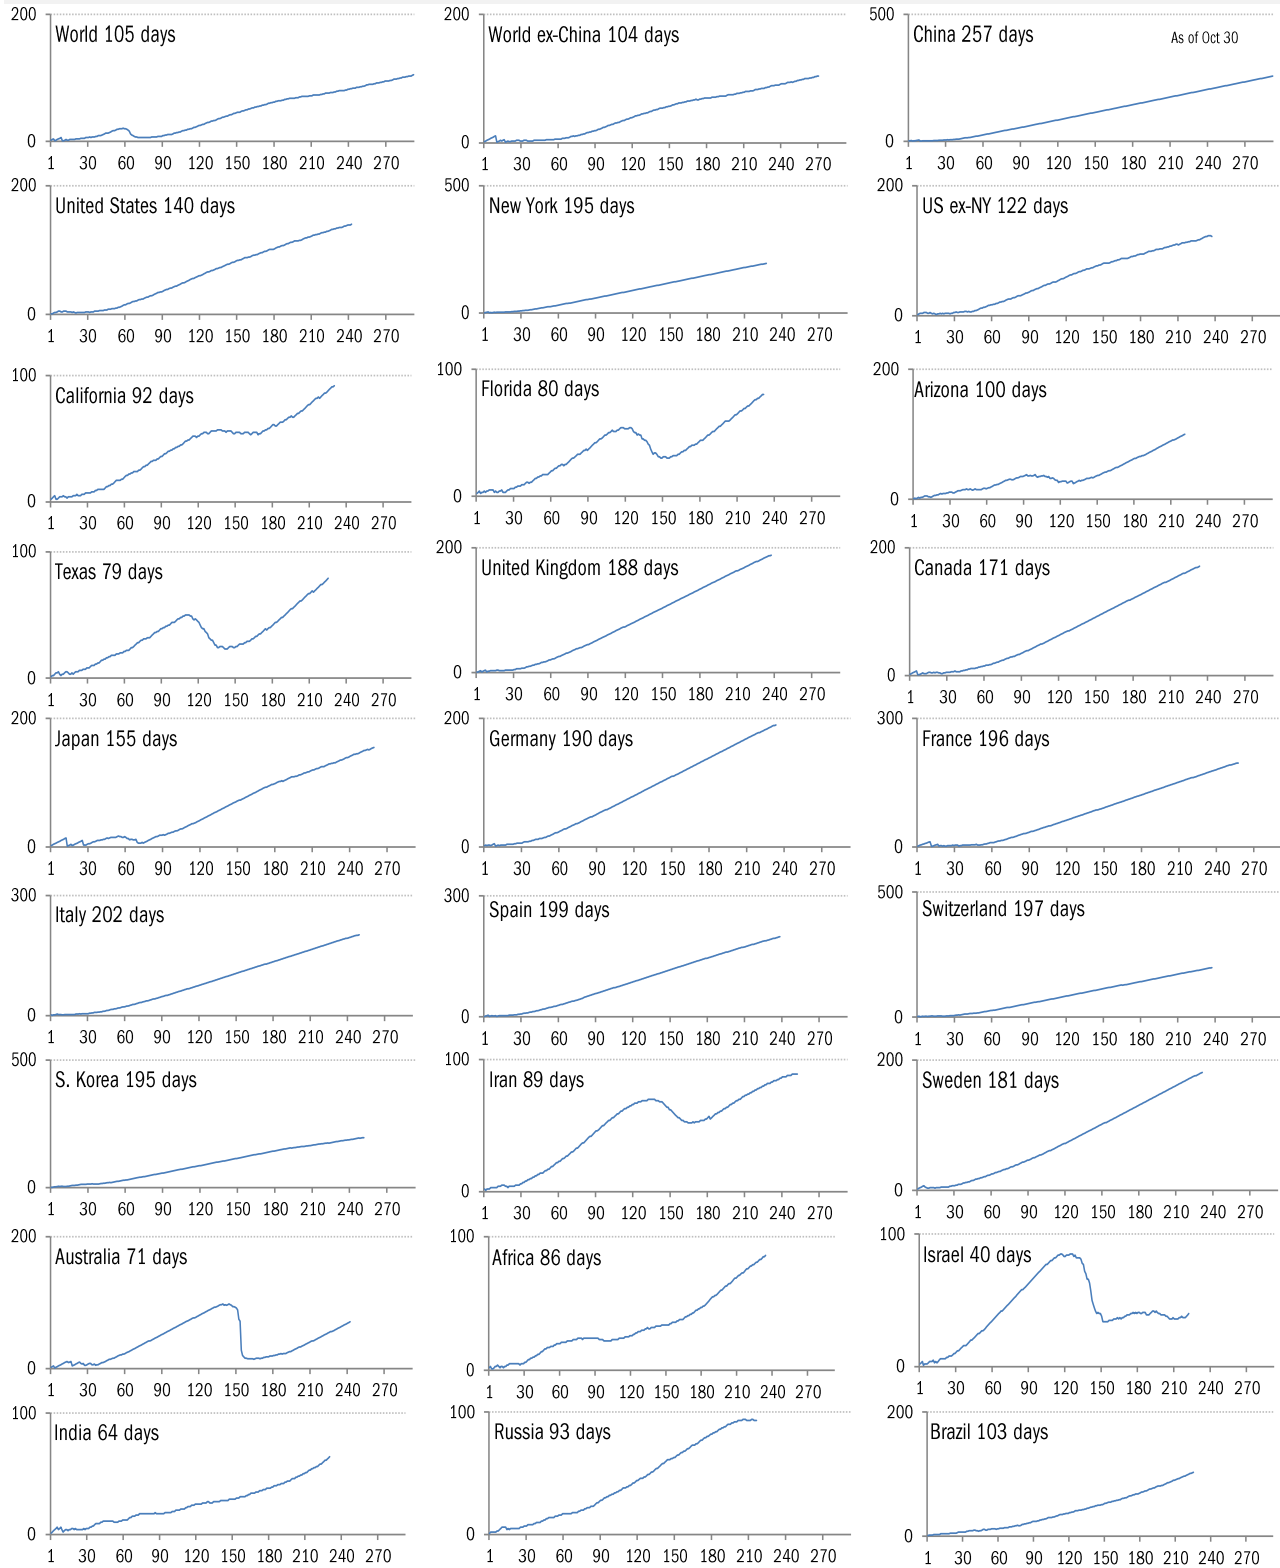 200
World 105 days
0
1 30 60 90 120 150 180 210 240 270
200
World ex-China 104 days
0
1 30 60 90 120 150 180 210 240 270
500
China 257 days
As of Oct 30
0
1 30 60 90 120 150 180 210 240 270
200
United States 140 days
0
1 30 60 90 120 150 180 210 240 270
500
New York 195 days
0
1 30 60 90 120 150 180 210 240 270
200
US ex-NY 122 days
0
1 30 60 90 120 150 180 210 240 270
100
California 92 days
0
1 30 60 90 120 150 180 210 240 270
100
Florida 80 days
0
1 30 60 90 120 150 180 210 240 270
200
Arizona 100 days
0
1 30 60 90 120 150 180 210 240 270
100
Texas 79 days
0
1 30 60 90 120 150 180 210 240 270
200
United Kingdom 188 days
0
1 30 60 90 120 150 180 210 240 270
200
Canada 171 days
0
1 30 60 90 120 150 180 210 240 270
200
Japan 155 days
0
1 30 60 90 120 150 180 210 240 270
200
Germany 190 days
0
1 30 60 90 120 150 180 210 240 270
300
France 196 days
0
1 30 60 90 120 150 180 210 240 270
300
Italy 202 days
0
1 30 60 90 120 150 180 210 240 270
300
Spain 199 days
0
1 30 60 90 120 150 180 210 240 270
500
Switzerland 197 days
0
1 30 60 90 120 150 180 210 240 270
500
S. Korea 195 days
0
1 30 60 90 120 150 180 210 240 270
100
Iran 89 days
0
1 30 60 90 120 150 180 210 240 270
200
Sweden 181 days
0
1 30 60 90 120 150 180 210 240 270
200
Australia 71 days
0
1 30 60 90 120 150 180 210 240 270
100
Africa 86 days
0
1 30 60 90 120 150 180 210 240 270
100
Israel 40 days
0
1 30 60 90 120 150 180 210 240 270
100
India 64 days
0
1 30 60 90 120 150 180 210 240 270
100
Russia 93 days
0
1 30 60 90 120 150 180 210 240 270
200
Brazil 103 days
0
1 30 60 90 120 150 180 210 240 270